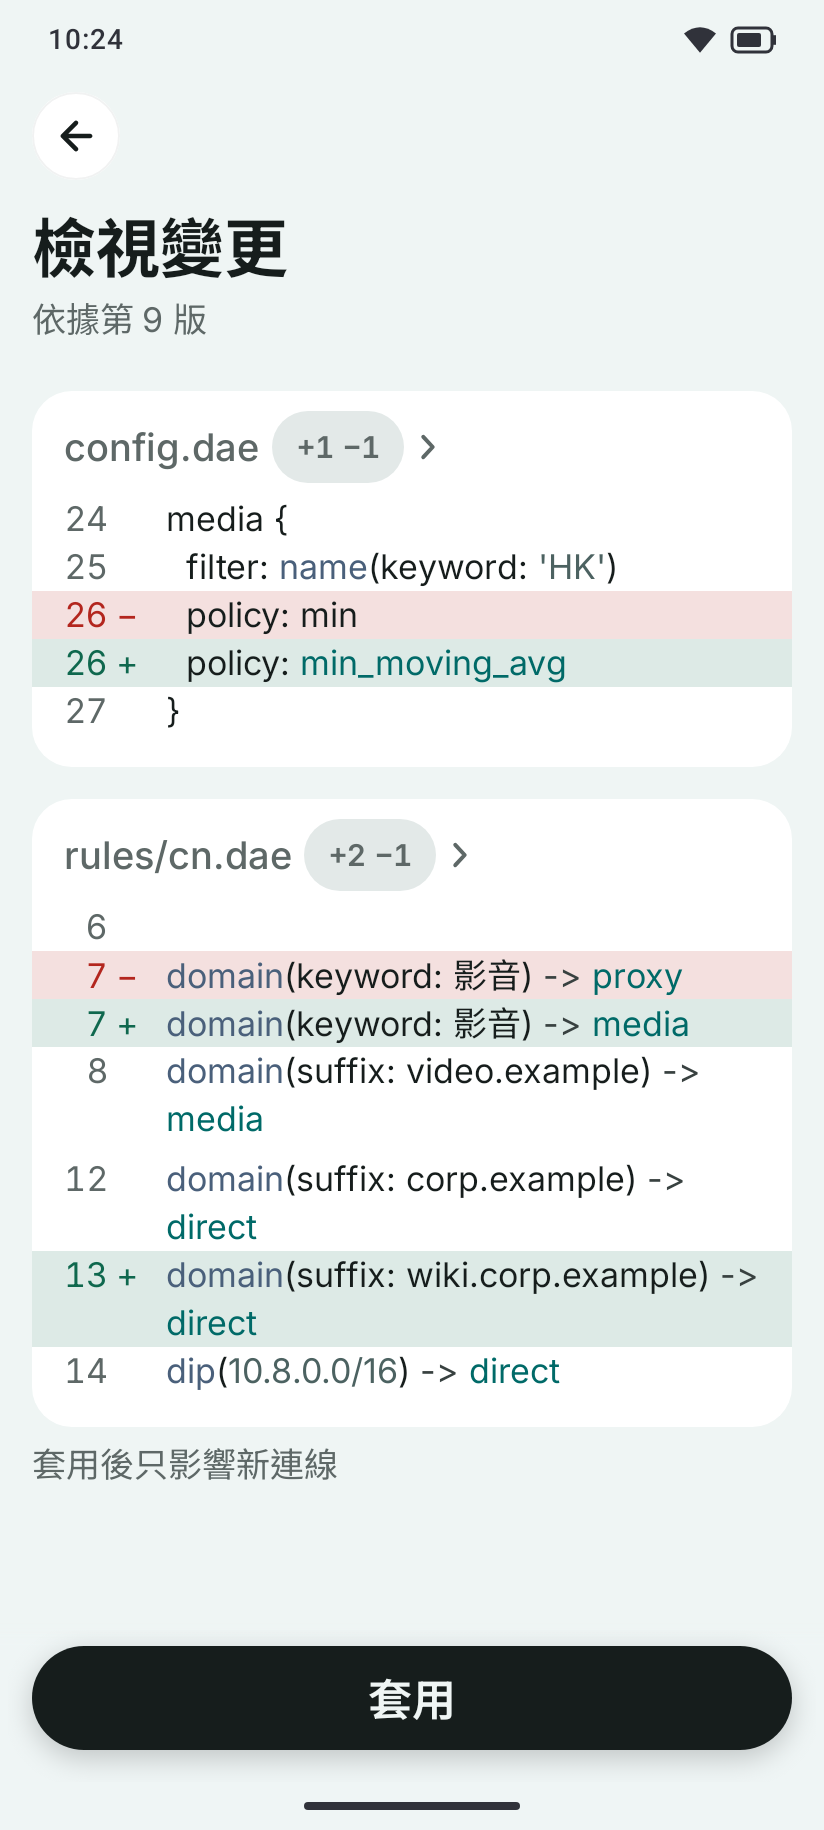 10:24
檢視變更
依據第 9 版
config.dae +1 −1
24 media {
25 filter: name(keyword: 'HK')
26 − policy: min
26 + policy: min_moving_avg
27 }
rules/cn.dae +2 −1
6
7 − domain(keyword: 影音) -> proxy
7 + domain(keyword: 影音) -> media
8 domain(suffix: video.example) ->
media
12 domain(suffix: corp.example) ->
direct
13 + domain(suffix: wiki.corp.example) ->
direct
14 dip(10.8.0.0/16) -> direct
套用後只影響新連線
套用